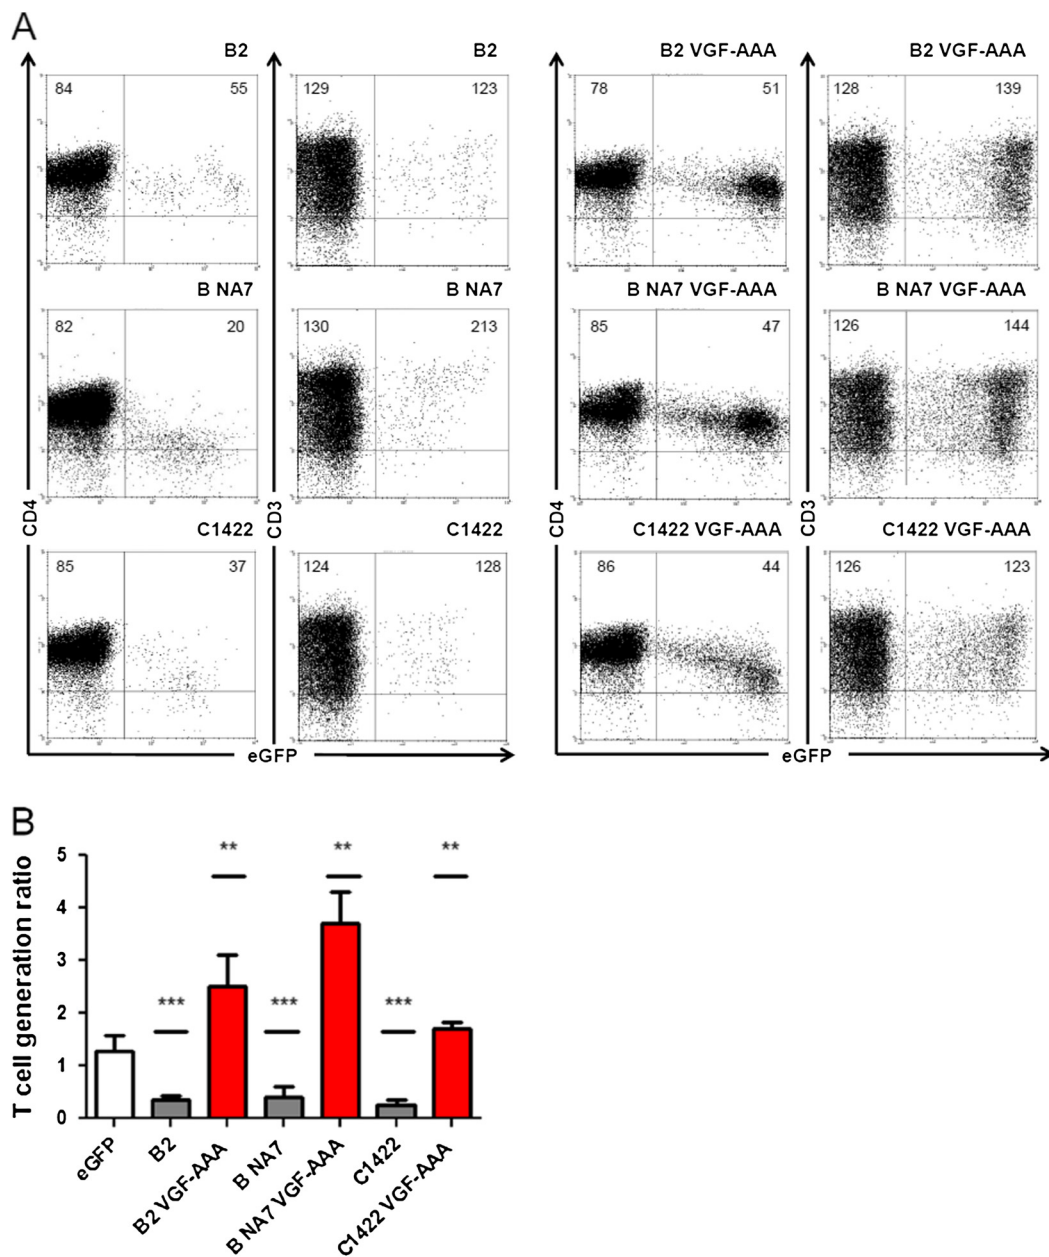 A
B2
B2
B2 VGF-AAA
B2 VGF-AAA
84 55
129 123
78 51
128 139
B NA7
B NA7
B NA7 VGF-AAA
B NA7 VGF-AAA
82 20
130 213
85 47
126 144
CD4
CD3
CD4
CD3
C1422
C1422
C1422 VGF-AAA
C1422 VGF-AAA
85 37
124 128
86 44
126 123
eGFP
eGFP
B
T cell generation ratio
5
4
3
2
1
0
**
**
**
***
***
***
eGFP
B2
B2 VGF-AAA
B NA7
B NA7 VGF-AAA
C1422
C1422 VGF-AAA